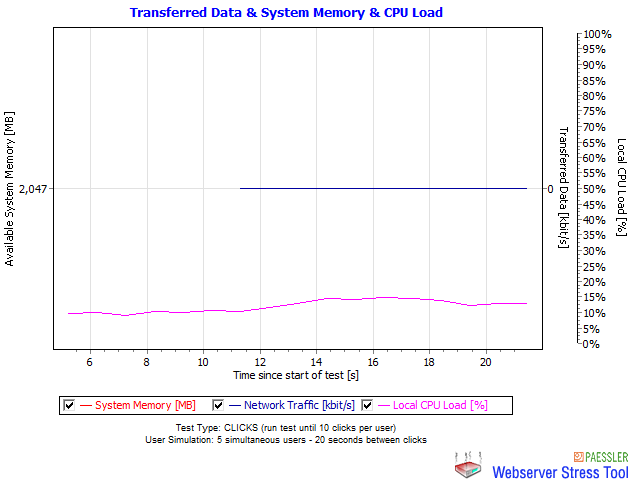 Transferred Data & System Memory & CPU Load
100%
95%
90%
85%
80%
75%
70%
65%
60%
55%
50%
45%
40%
35%
30%
25%
20%
15%
10%
5%
0%
Available System Memory [MB]
2,047
0
Transferred Data [kbit/s]
Local CPU Load [%]
6 8 10 12 14 16 18 20
Time since start of test [s]
System Memory [MB] Network Traffic [kbit/s] Local CPU Load [%]
Test Type: CLICKS (run test until 10 clicks per user)
User Simulation: 5 simultaneous users - 20 seconds between clicks
PAESSLER
Webserver Stress Tool